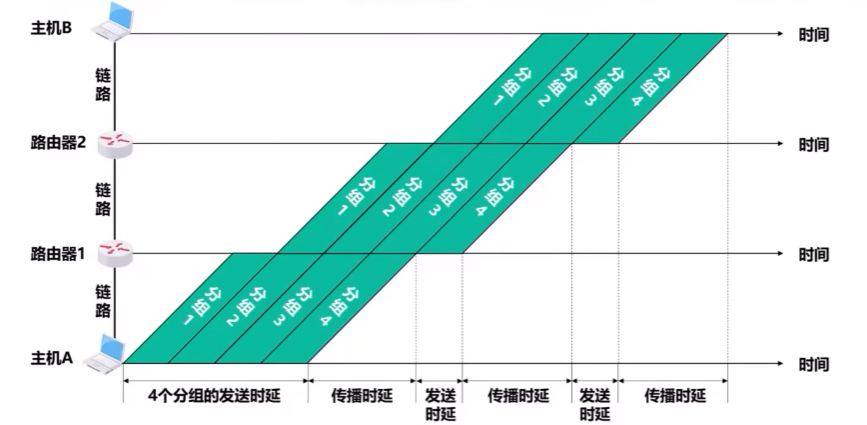 主机B
时间
链
路
分组1
分组2
分组3
分组4
路由器2
时间
链
路
分组1
分组2
分组3
分组4
路由器1
时间
链
路
分组1
分组2
分组3
分组4
主机A
时间
4个分组的发送时延
传播时延
发送
时延
传播时延
发送
时延
传播时延